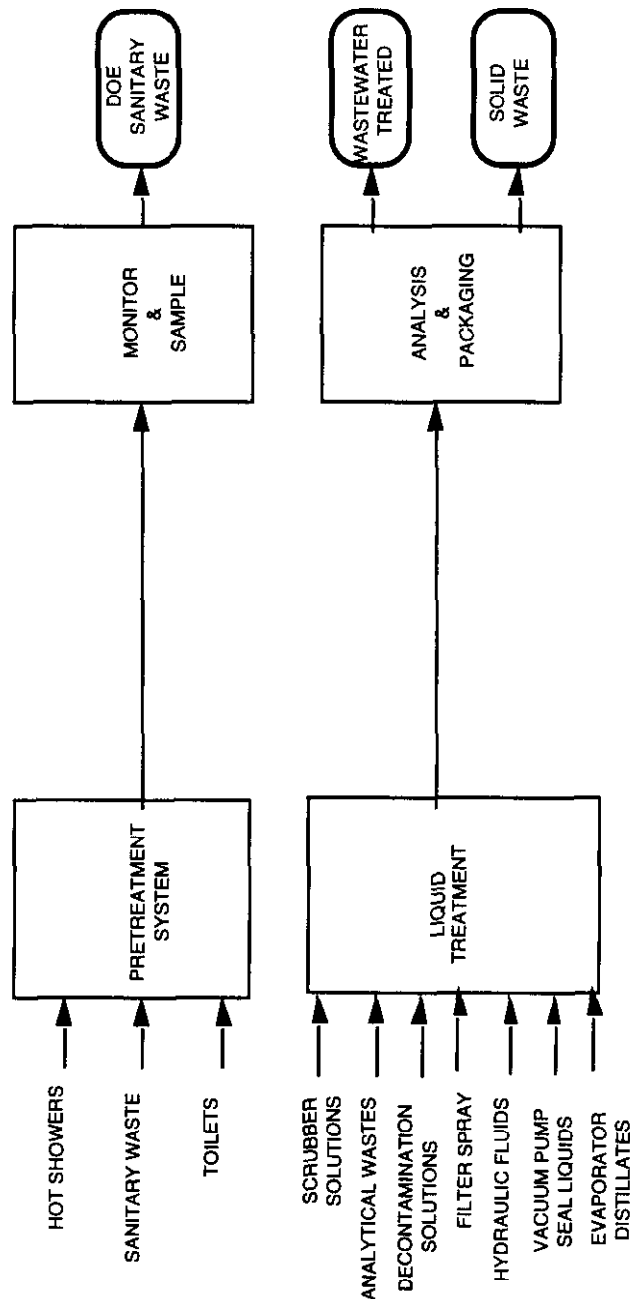 HOT SHOWERS
SANITARY WASTE
TOILETS
PRETREATMENT
SYSTEM
MONITOR
&
SAMPLE
DOE
SANITARY
WASTE
SCRUBBER
SOLUTIONS
ANALYTICAL WASTES
DECONTAMINATION
SOLUTIONS
FILTER SPRAY
HYDRAULIC FLUIDS
VACUUM PUMP
SEAL LIQUIDS
EVAPORATOR
DISTILLATES
LIQUID
TREATMENT
ANALYSIS
&
PACKAGING
WASTEWATER
TREATED
SOLID
WASTE